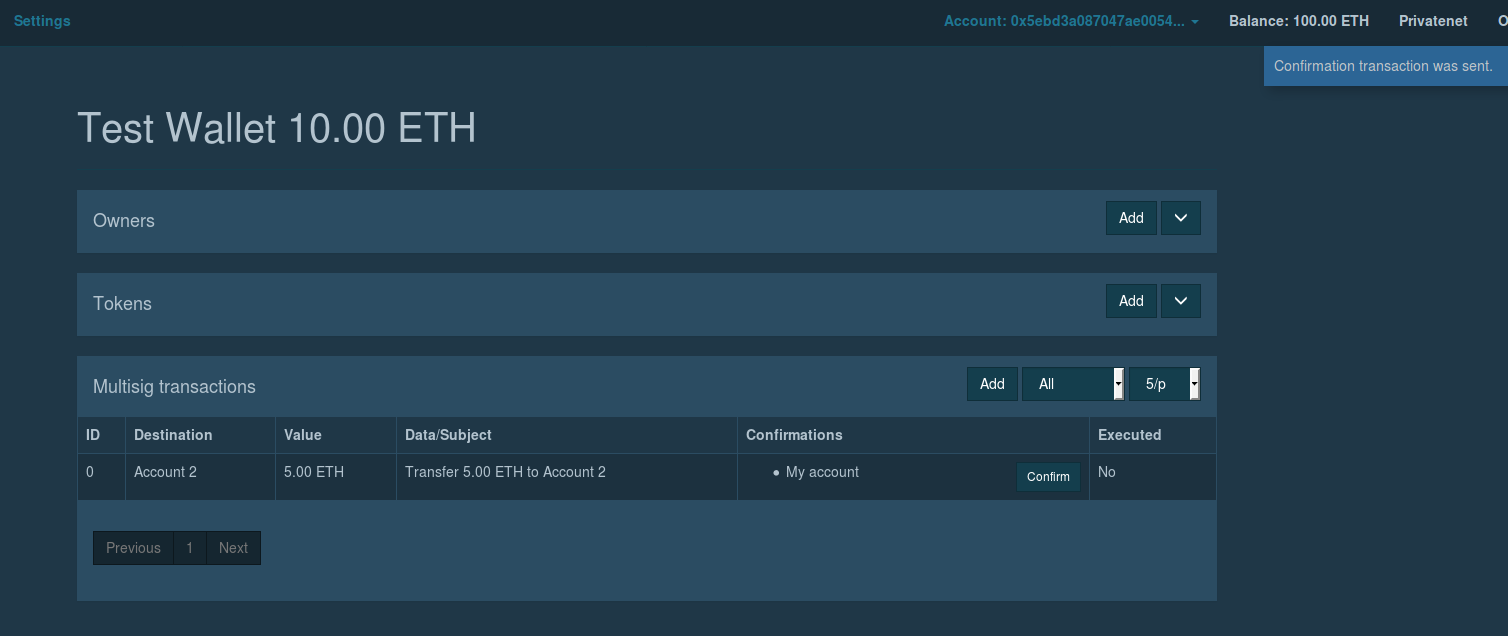 Settings Account: 0x5ebd3a087047ae0054... Balance: 100.00 ETH Privatenet
Confirmation transaction was sent.
Test Wallet 10.00 ETH
Owners Add
Tokens Add
Multisig transactions Add All 5/p
ID Destination Value Data/Subject Confirmations Executed
0 Account 2 5.00 ETH Transfer 5.00 ETH to Account 2 • My account Confirm No
Previous 1 Next